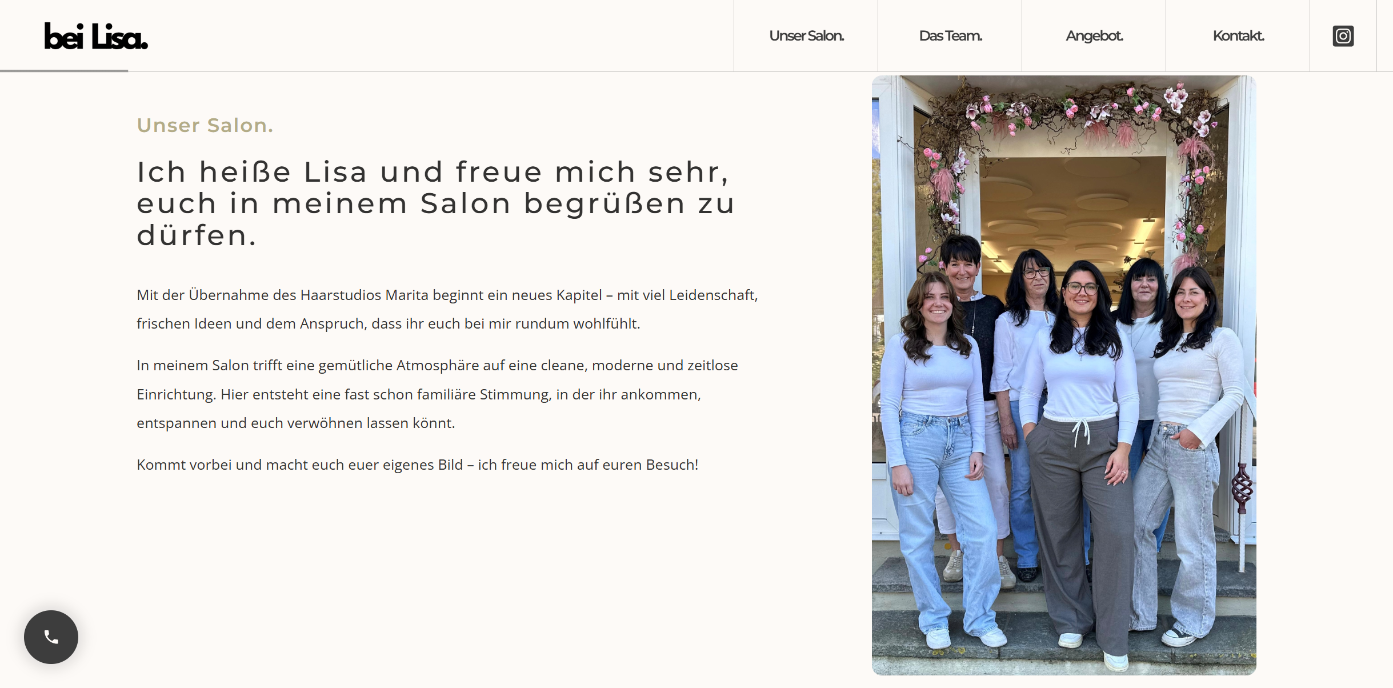 bei Lisa.
Unser Salon.
Das Team.
Angebot.
Kontakt.
Unser Salon.
Ich heiße Lisa und freue mich sehr,
euch in meinem Salon begrüßen zu
dürfen.
Mit der Übernahme des Haarstudios Marita beginnt ein neues Kapitel – mit viel Leidenschaft,
frischen Ideen und dem Anspruch, dass ihr euch bei mir rundum wohlfühlt.
In meinem Salon trifft eine gemütliche Atmosphäre auf eine cleane, moderne und zeitlose
Einrichtung. Hier entsteht eine fast schon familiäre Stimmung, in der ihr ankommen,
entspannen und euch verwöhnen lassen könnt.
Kommt vorbei und macht euch euer eigenes Bild – ich freue mich auf euren Besuch!